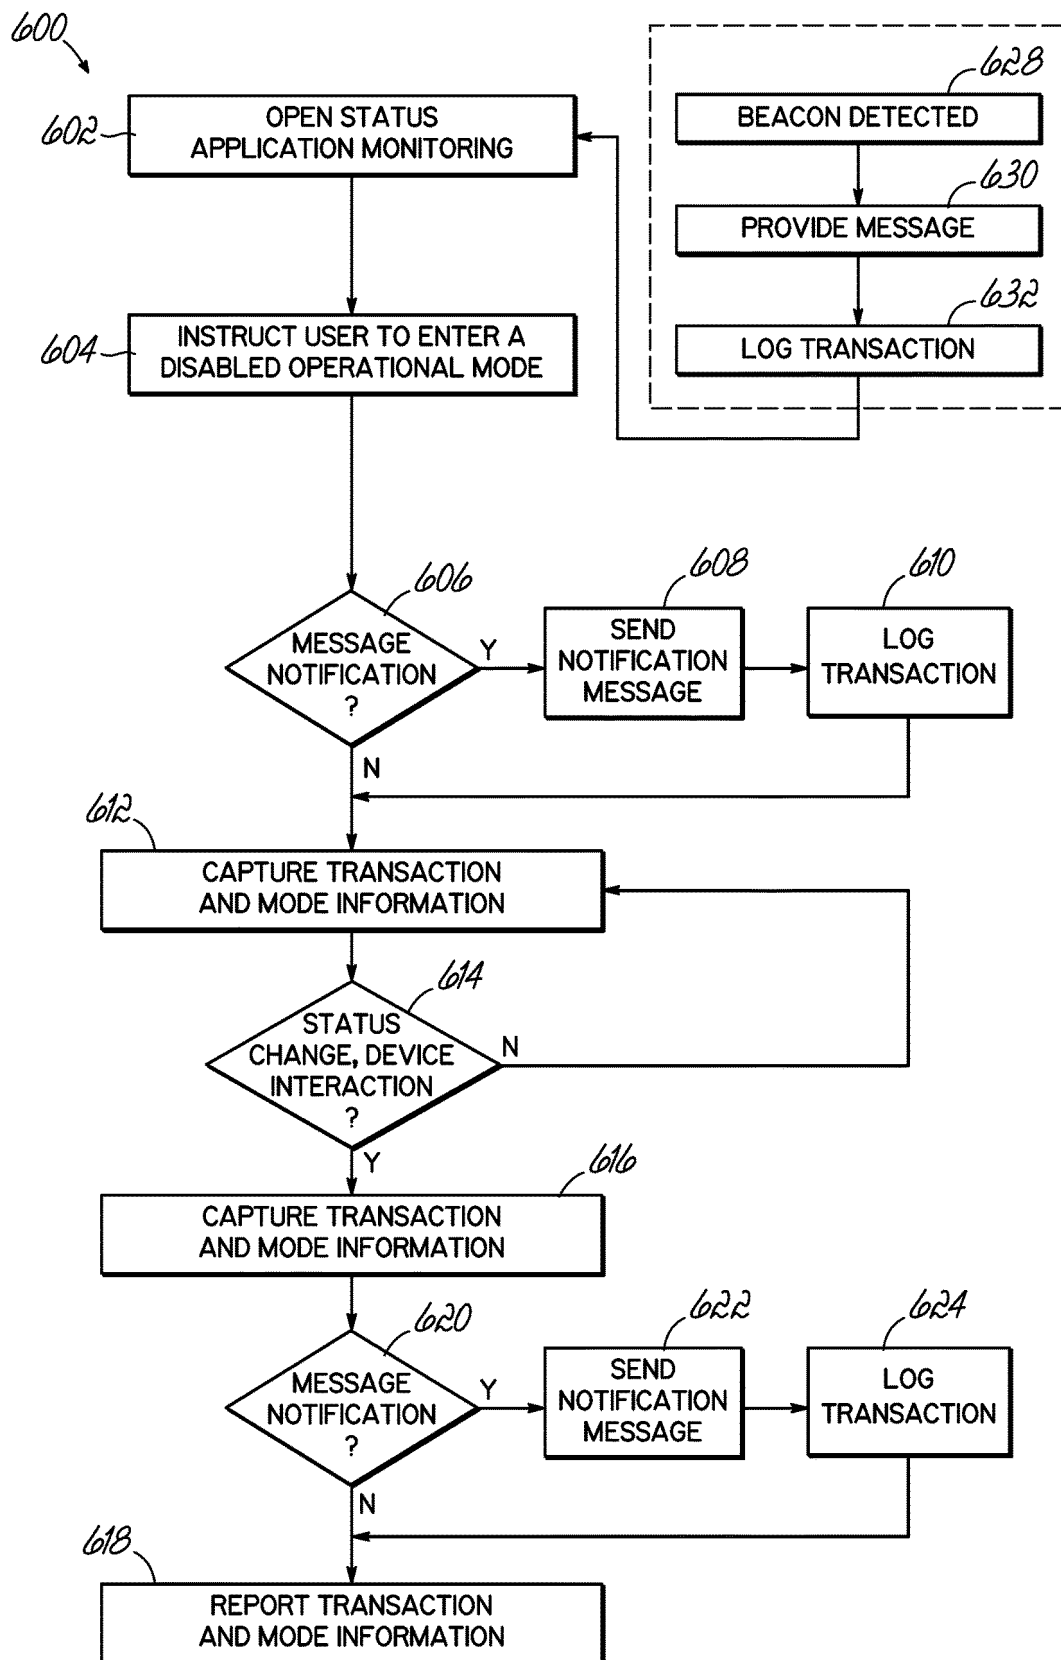 600
628
BEACON DETECTED
602
OPEN STATUS
APPLICATION MONITORING
630
PROVIDE MESSAGE
632
LOG TRANSACTION
604
INSTRUCT USER TO ENTER A
DISABLED OPERATIONAL MODE
606
MESSAGE
NOTIFICATION
?
Y
608
SEND
NOTIFICATION
MESSAGE
610
LOG
TRANSACTION
N
612
CAPTURE TRANSACTION
AND MODE INFORMATION
614
STATUS
CHANGE, DEVICE
INTERACTION
?
N
Y
616
CAPTURE TRANSACTION
AND MODE INFORMATION
620
MESSAGE
NOTIFICATION
?
Y
622
SEND
NOTIFICATION
MESSAGE
624
LOG
TRANSACTION
N
618
REPORT TRANSACTION
AND MODE INFORMATION